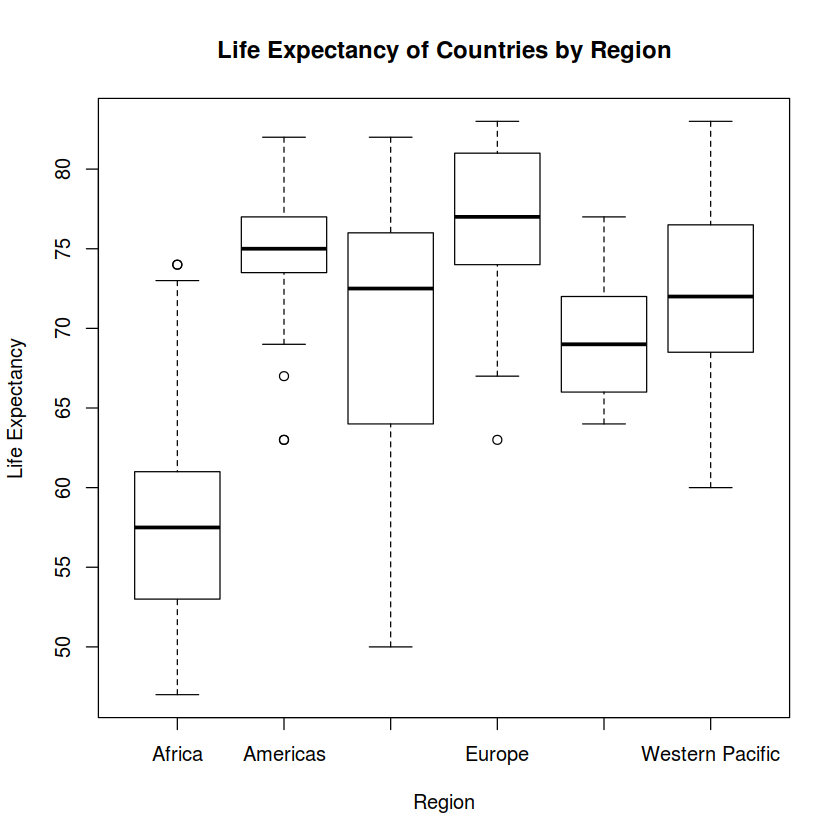 Life Expectancy of Countries by Region
Life Expectancy
80
75
70
65
60
55
50
Africa Americas Europe Western Pacific
Region